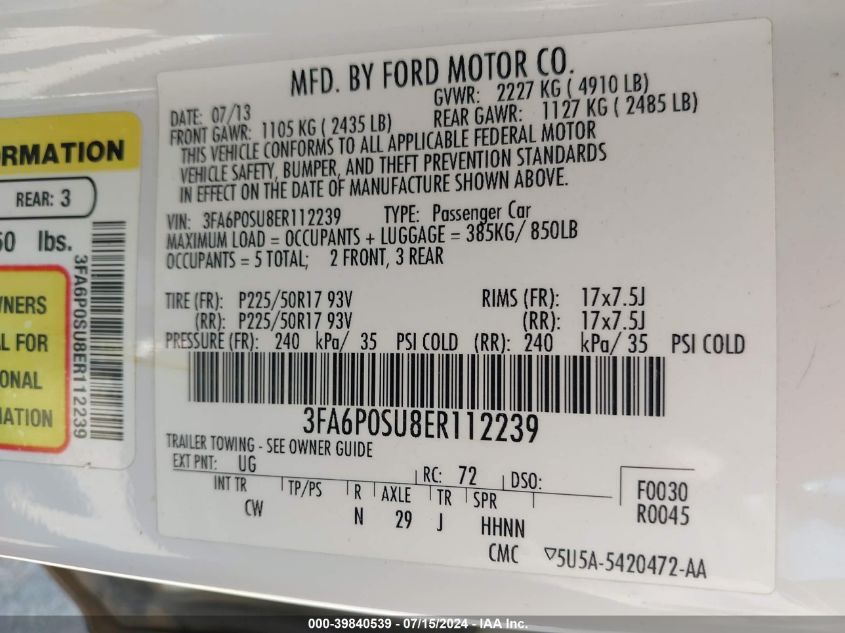 MFD. BY FORD MOTOR CO.
DATE: 07/13 GVWR: 2227 KG ( 4910 LB)
FRONT GAWR: 1105 KG ( 2435 LB) REAR GAWR: 1127 KG ( 2485 LB)
THIS VEHICLE CONFORMS TO ALL APPLICABLE FEDERAL MOTOR
VEHICLE SAFETY, BUMPER, AND THEFT PREVENTION STANDARDS
IN EFFECT ON THE DATE OF MANUFACTURE SHOWN ABOVE.
VIN: 3FA6P0SU8ER112239 TYPE: Passenger Car
MAXIMUM LOAD = OCCUPANTS + LUGGAGE = 385KG/ 850LB
OCCUPANTS = 5 TOTAL; 2 FRONT, 3 REAR
TIRE (FR): P225/50R17 93V RIMS (FR): 17x7.5J
(RR): P225/50R17 93V (RR): 17x7.5J
PRESSURE (FR): 240 kPa/ 35 PSI COLD (RR): 240 kPa/ 35 PSI COLD
3FA6P0SU8ER112239
TRAILER TOWING - SEE OWNER GUIDE
EXT PNT: UG RC: 72 DSO:
INT TR TP/PS R AXLE TR SPR F0030
CW N 29 J HHNN R0045
CMC ▽5U5A-5420472-AA
ORMATION
REAR: 3
50 lbs.
WNERS
AL FOR
ONAL
MATION
3FA6P0SU8ER112239
000-39840539 - 07/15/2024 - IAA Inc.